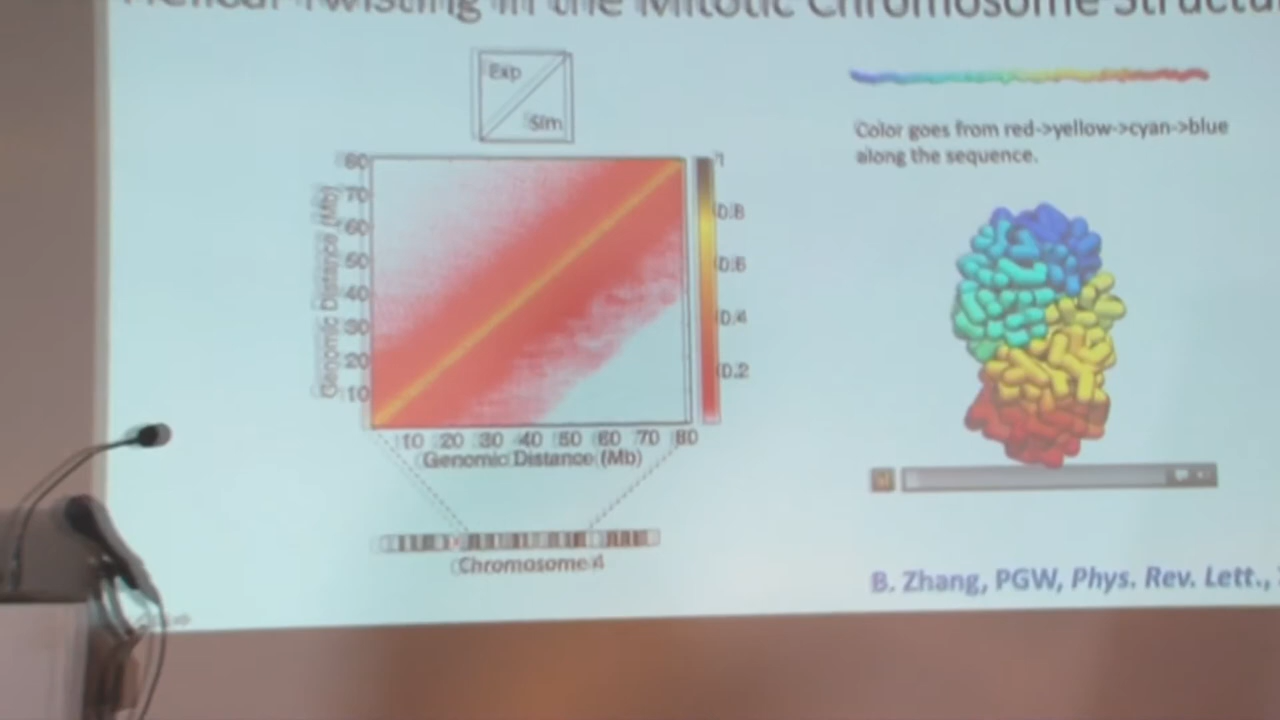 Helical Twisting in the Mitotic Chromosome Structu
Exp
Sim
Color goes from red->yellow->cyan->blue
along the sequence.
80
70
60
50
40
30
20
10
Genomic Distance (Mb)
1
0.8
0.6
0.4
0.2
10 20 30 40 50 60 70 80
Genomic Distance (Mb)
Chromosome 4
B. Zhang, PGW, Phys. Rev. Lett.,